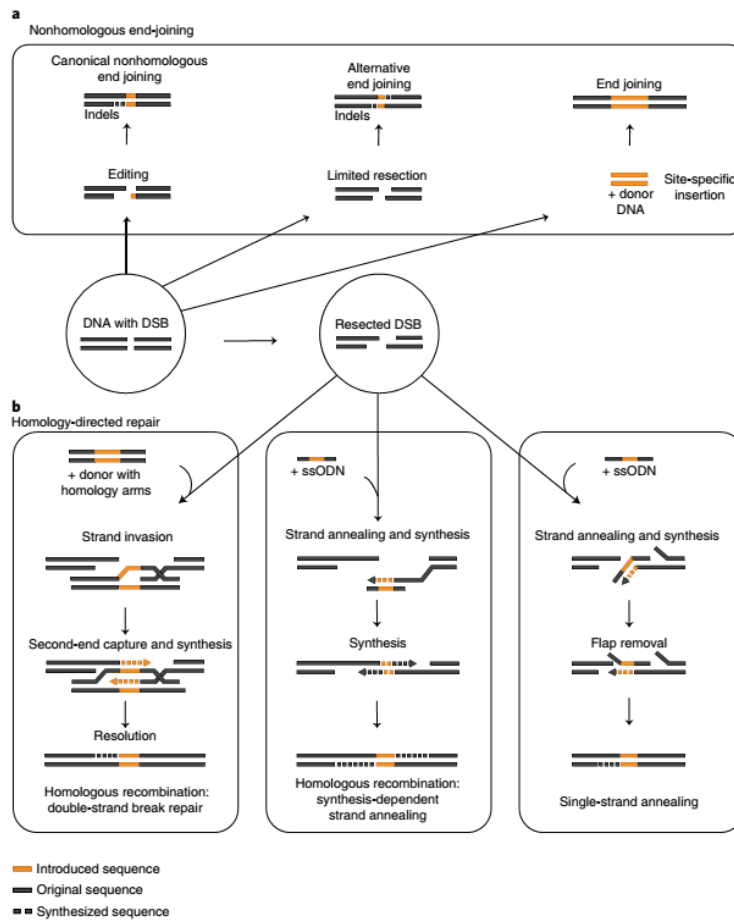 a
Nonhomologous end-joining
Canonical nonhomologous
end joining
Indels
Editing
Alternative
end joining
Indels
Limited resection
End joining
+ donor
DNA
Site-specific
insertion
DNA with DSB
Resected DSB
b
Homology-directed repair
+ donor with
homology arms
Strand invasion
Second-end capture and synthesis
Resolution
Homologous recombination:
double-strand break repair
+ ssODN
Strand annealing and synthesis
Synthesis
Homologous recombination:
synthesis-dependent
strand annealing
+ ssODN
Strand annealing and synthesis
Flap removal
Single-strand annealing
Introduced sequence
Original sequence
Synthesized sequence